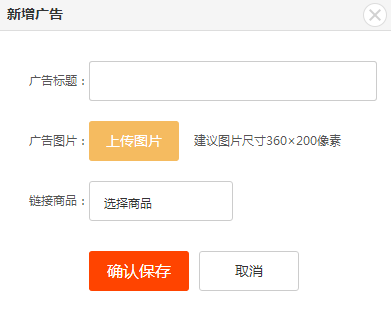 新增广告
广告标题：
广告图片： 上传图片 建议图片尺寸360×200像素
链接商品： 选择商品
确认保存 取消